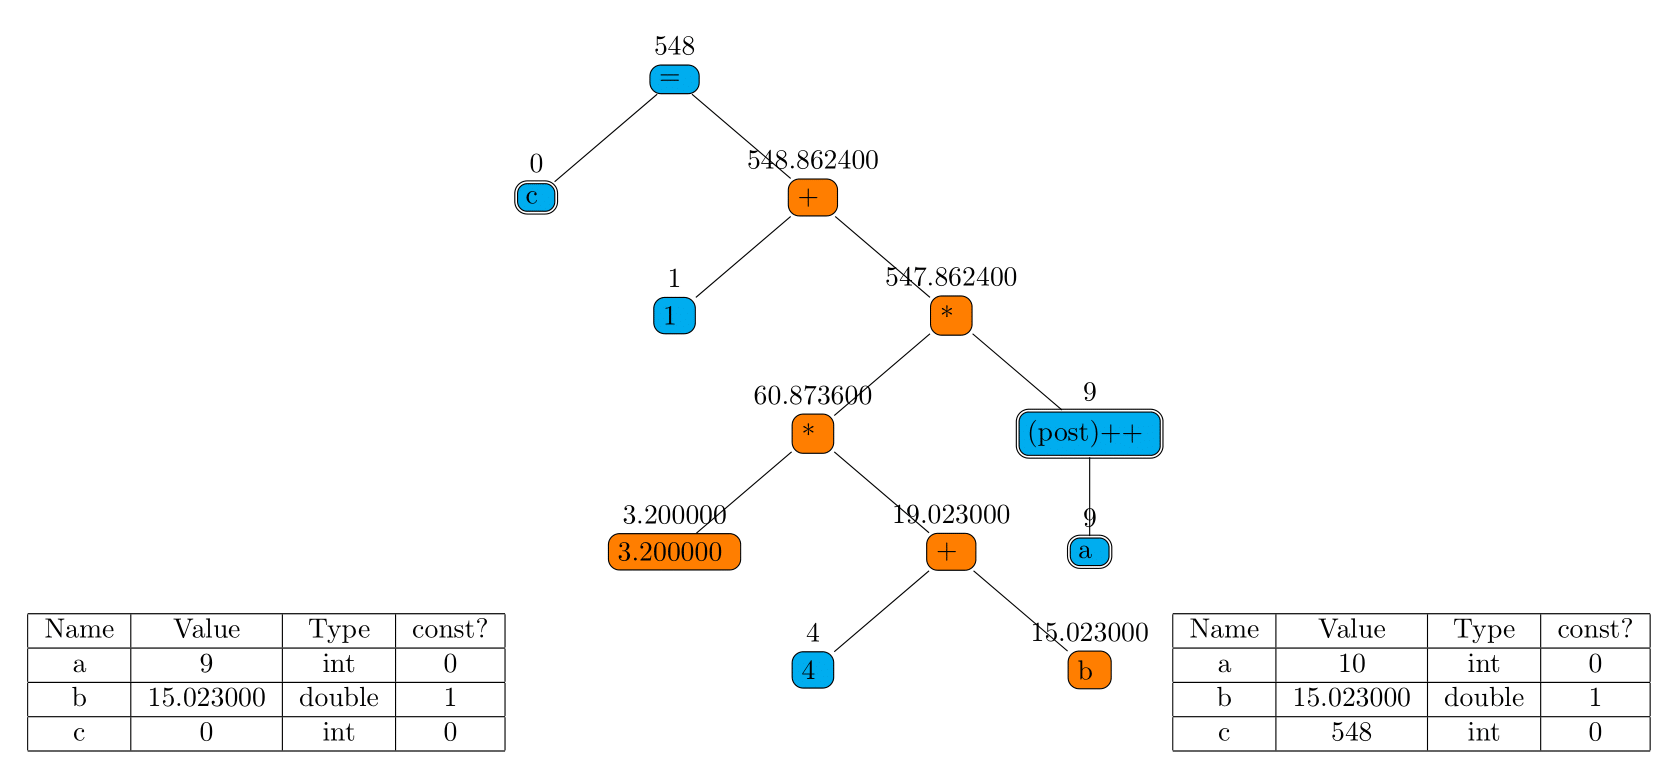 548
=
0
548.862400
c
+
1
547.862400
1
*
60.873600
9
*
(post)++
3.200000
19.023000
9
3.200000
+
a
4
15.023000
4
b
Name Value Type const?
a 9 int 0
b 15.023000 double 1
c 0 int 0
Name Value Type const?
a 10 int 0
b 15.023000 double 1
c 548 int 0